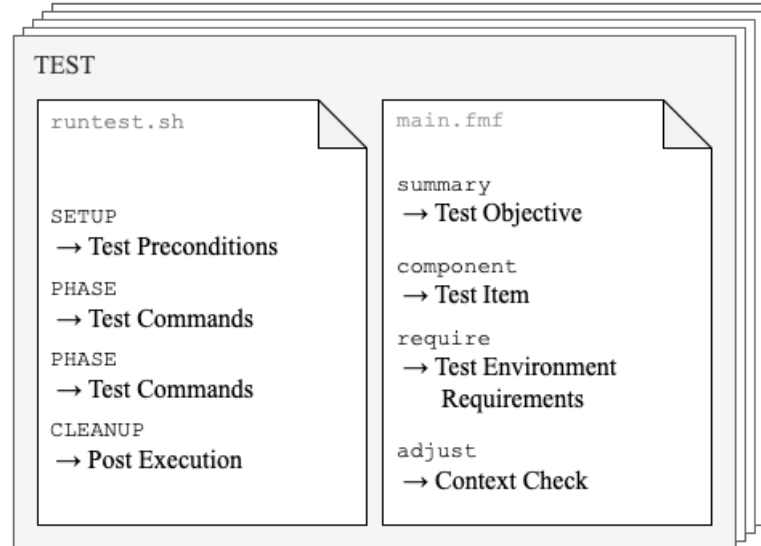 TEST
runtest.sh
SETUP
→ Test Preconditions
PHASE
→ Test Commands
PHASE
→ Test Commands
CLEANUP
→ Post Execution
main.fmf
summary
→ Test Objective
component
→ Test Item
require
→ Test Environment
Requirements
adjust
→ Context Check